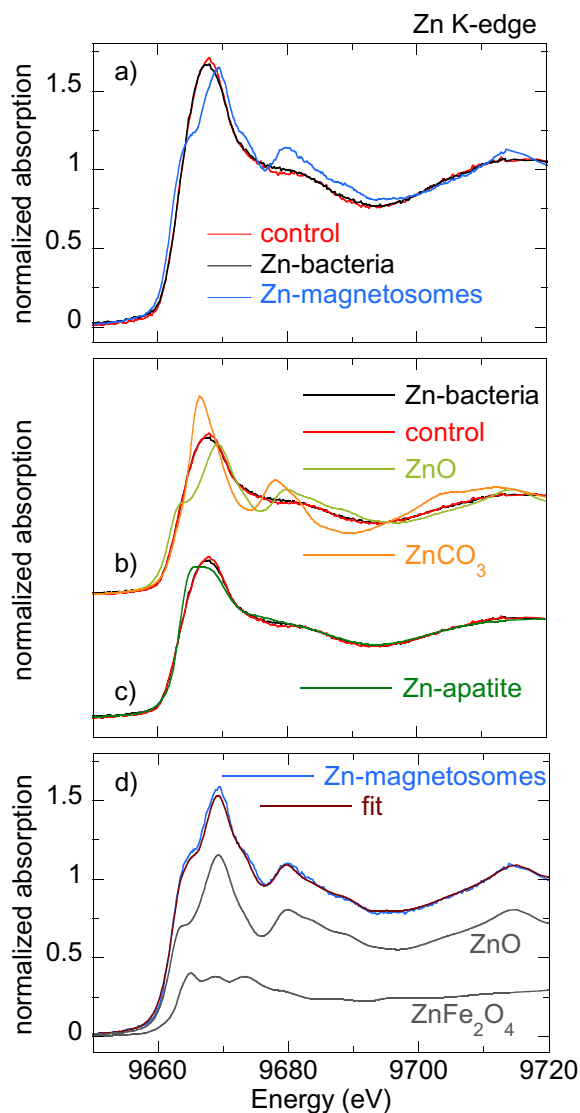 Zn K-edge
normalized absorption
1.5
1
0.5
0
a)
control
Zn-bacteria
Zn-magnetosomes
normalized absorption
Zn-bacteria
control
ZnO
ZnCO3
b)
c)
Zn-apatite
normalized absorption
1.5
1
0.5
0
d)
Zn-magnetosomes
fit
ZnO
ZnFe2O4
9660 9680 9700 9720
Energy (eV)